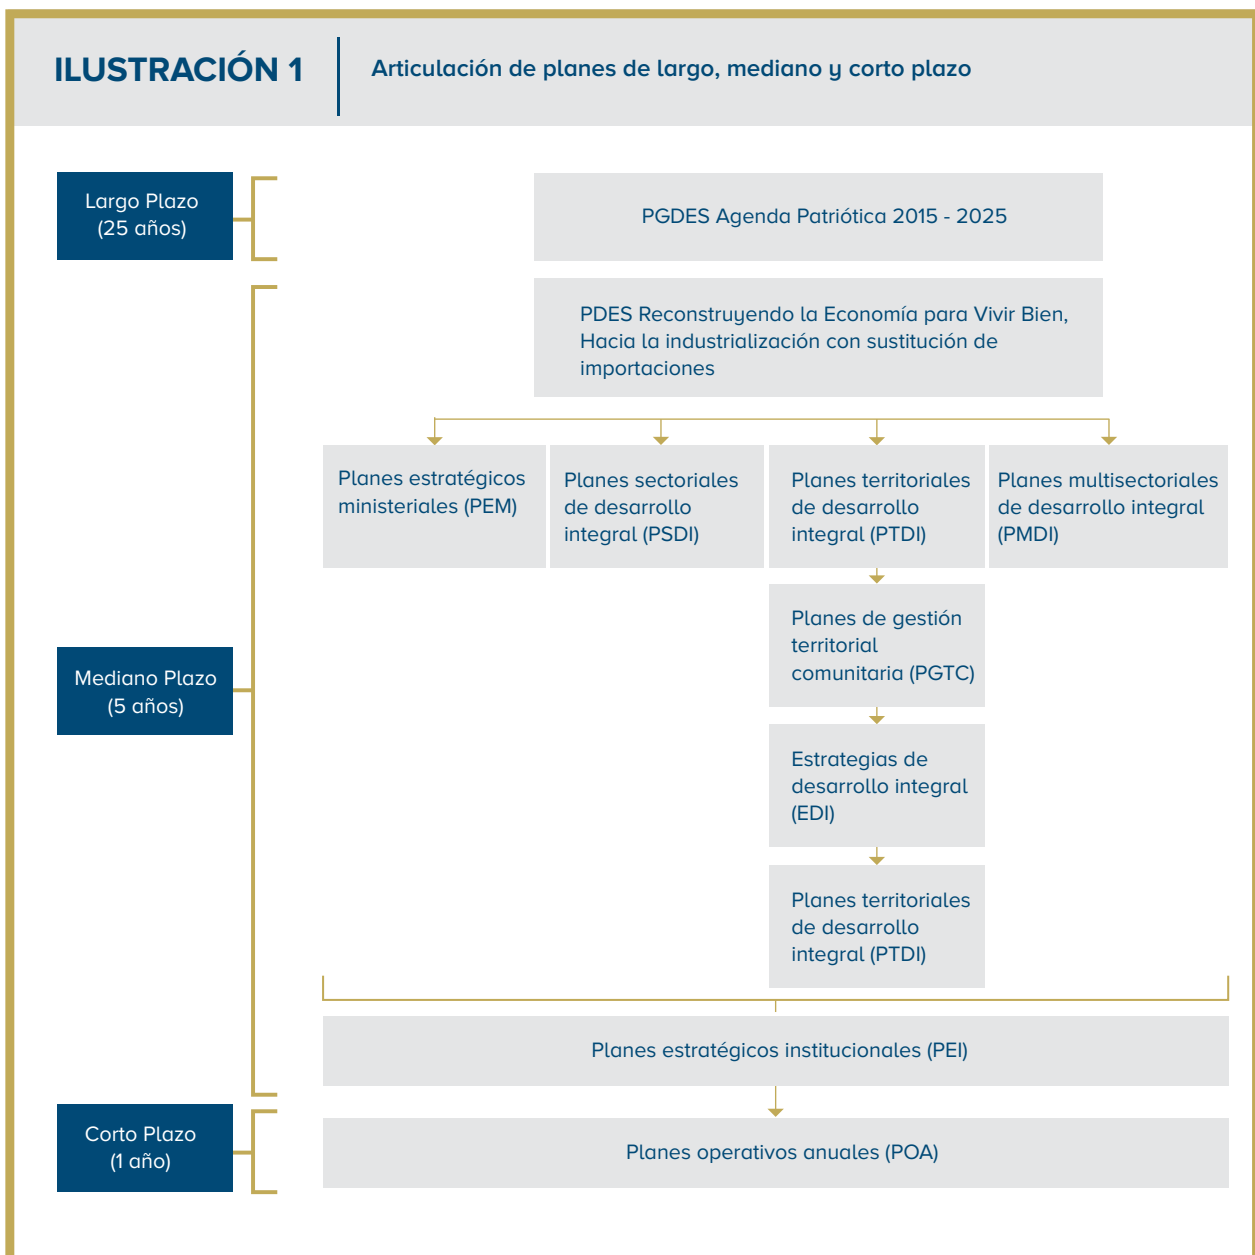 ILUSTRACIÓN 1
Articulación de planes de largo, mediano y corto plazo
Largo Plazo
(25 años)
PGDES Agenda Patriótica 2015 - 2025
PDES Reconstruyendo la Economía para Vivir Bien,
Hacia la industrialización con sustitución de
importaciones
Planes estratégicos
ministeriales (PEM)
Planes sectoriales
de desarrollo
integral (PSDI)
Planes territoriales
de desarrollo
integral (PTDI)
Planes multisectoriales
de desarrollo integral
(PMDI)
Planes de gestión
territorial
comunitaria (PGTC)
Mediano Plazo
(5 años)
Estrategias de
desarrollo integral
(EDI)
Planes territoriales
de desarrollo
integral (PTDI)
Planes estratégicos institucionales (PEI)
Corto Plazo
(1 año)
Planes operativos anuales (POA)